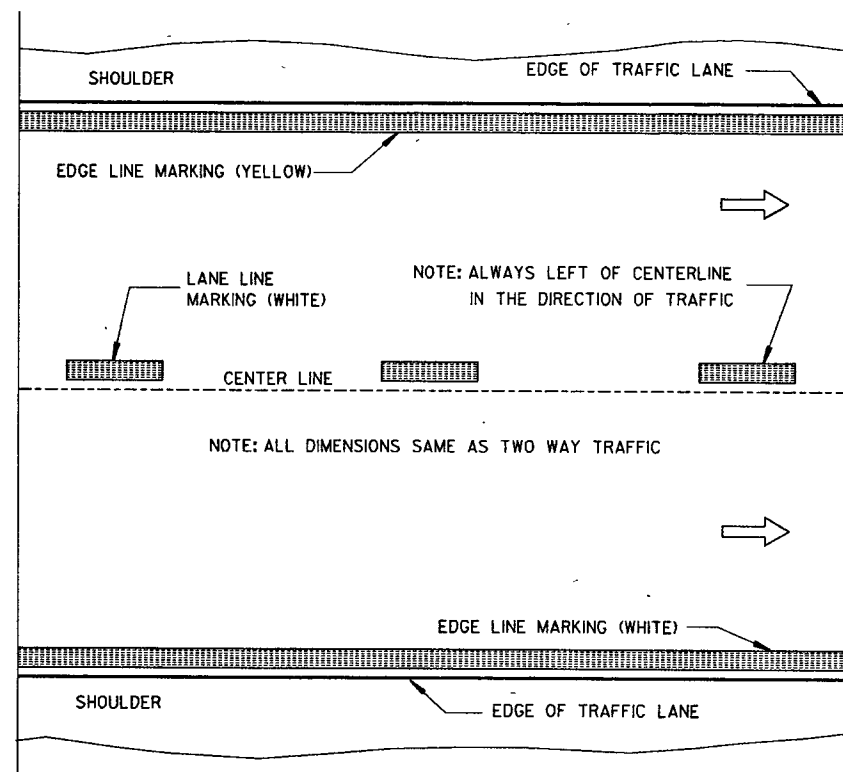 SHOULDER
EDGE OF TRAFFIC LANE
EDGE LINE MARKING (YELLOW)
LANE LINE
MARKING (WHITE)
NOTE: ALWAYS LEFT OF CENTERLINE
IN THE DIRECTION OF TRAFFIC
CENTER LINE
NOTE: ALL DIMENSIONS SAME AS TWO WAY TRAFFIC
EDGE LINE MARKING (WHITE)
SHOULDER
EDGE OF TRAFFIC LANE